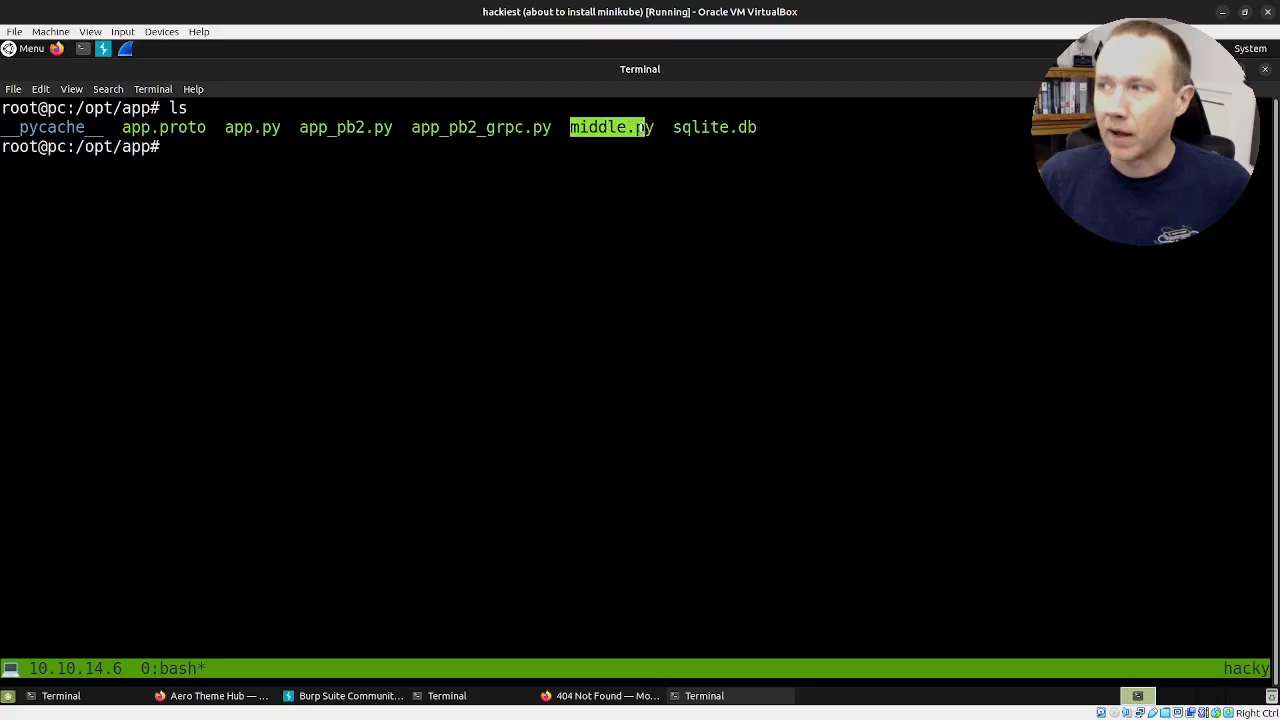 hackiest (about to install minikube) [Running] - Oracle VM VirtualBox
File Machine View Input Devices Help
Menu System
Terminal
File Edit View Search Terminal Help
root@pc:/opt/app# ls
__pycache__ app.proto app.py app_pb2.py app_pb2_grpc.py middle.py sqlite.db
root@pc:/opt/app#
10.10.14.6 0:bash* hacky
Terminal Aero Theme Hub — ... Burp Suite Communit... Terminal 404 Not Found — Mo... Terminal
Right Ctrl